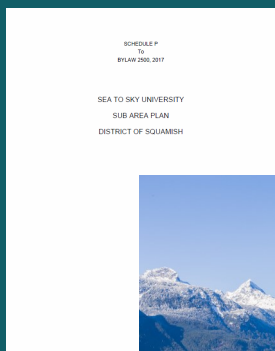 SCHEDULE P
To
BYLAW 2500, 2017
SEA TO SKY UNIVERSITY
SUB AREA PLAN
DISTRICT OF SQUAMISH